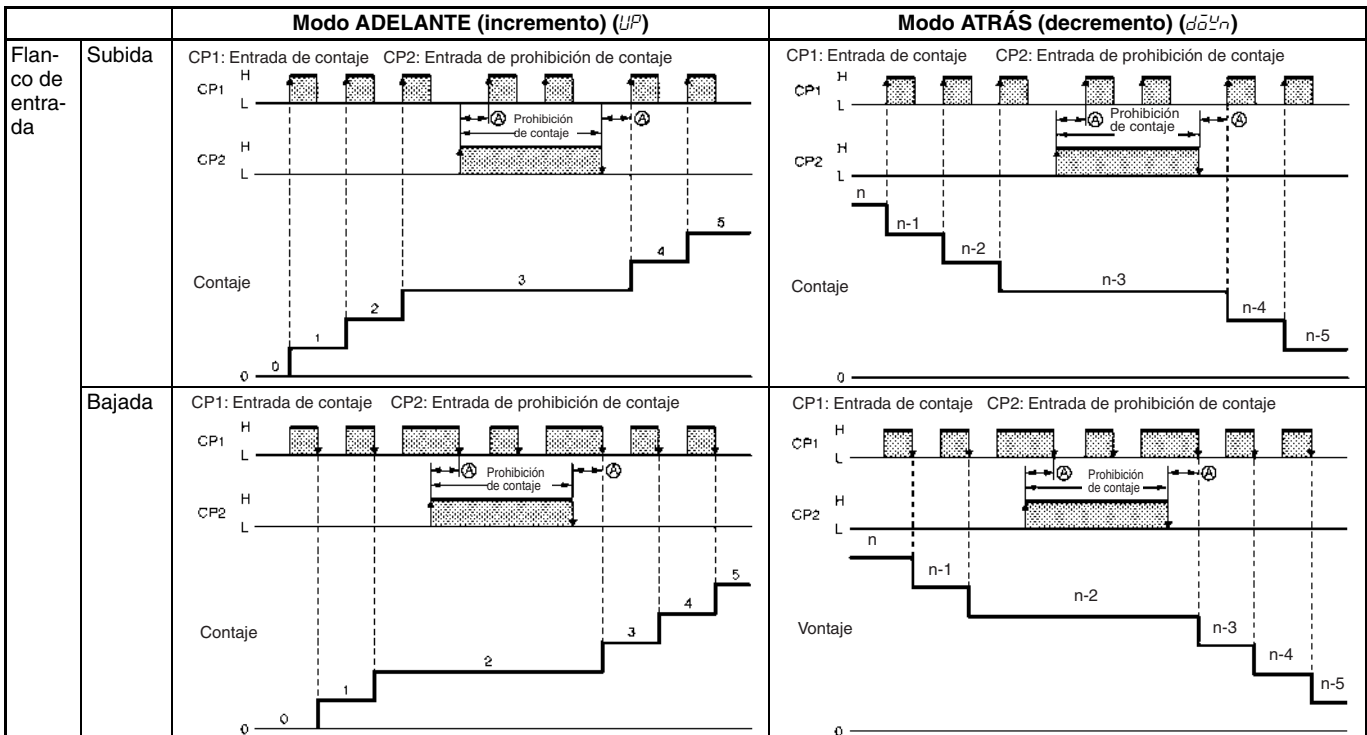 Modo ADELANTE (incremento) (UP)
Modo ATRÁS (decremento) (doWn)
Flan-
co de
entra-
da
Subida
CP1: Entrada de contaje CP2: Entrada de prohibición de contaje
H
CP1
L
A
Prohibición
de contaje
A
H
CP2
L
5
4
Contaje
3
2
1
0
0
CP1: Entrada de contaje CP2: Entrada de prohibición de contaje
H
CP1
L
A
Prohibición
de contaje
A
H
CP2
L
n
n-1
n-2
Contaje
n-3
n-4
n-5
0
Bajada
CP1: Entrada de contaje CP2: Entrada de prohibición de contaje
H
CP1
L
A
Prohibición
de contaje
A
H
CP2
L
5
4
Contaje
3
2
1
0
0
CP1: Entrada de contaje CP2: Entrada de prohibición de contaje
H
CP1
L
A
Prohibición
de contaje
A
H
CP2
L
n
n-1
n-2
Vontaje
n-3
n-4
n-5
0